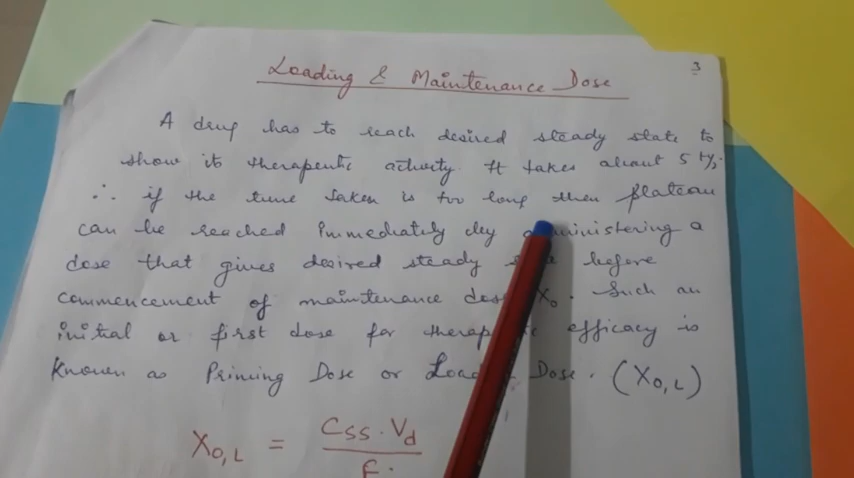 3
Loading & Maintenance Dose
A drug has to reach desired steady state to
show its therapeutic activity. It takes about 5 t½.
∴ if the time taken is too long then plateau
can be reached immediately by administering a
dose that gives desired steady before
commencement of maintenance dose X₀. Such an
initial or first dose for therapeutic efficacy is
known as Priming Dose or Loading Dose. (X₀,L)
X₀,L = Css . Vd / F.